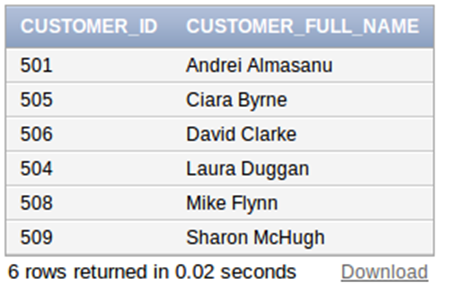 CUSTOMER_ID CUSTOMER_FULL_NAME
501 Andrei Almasanu
505 Ciara Byrne
506 David Clarke
504 Laura Duggan
508 Mike Flynn
509 Sharon McHugh
6 rows returned in 0.02 seconds Download